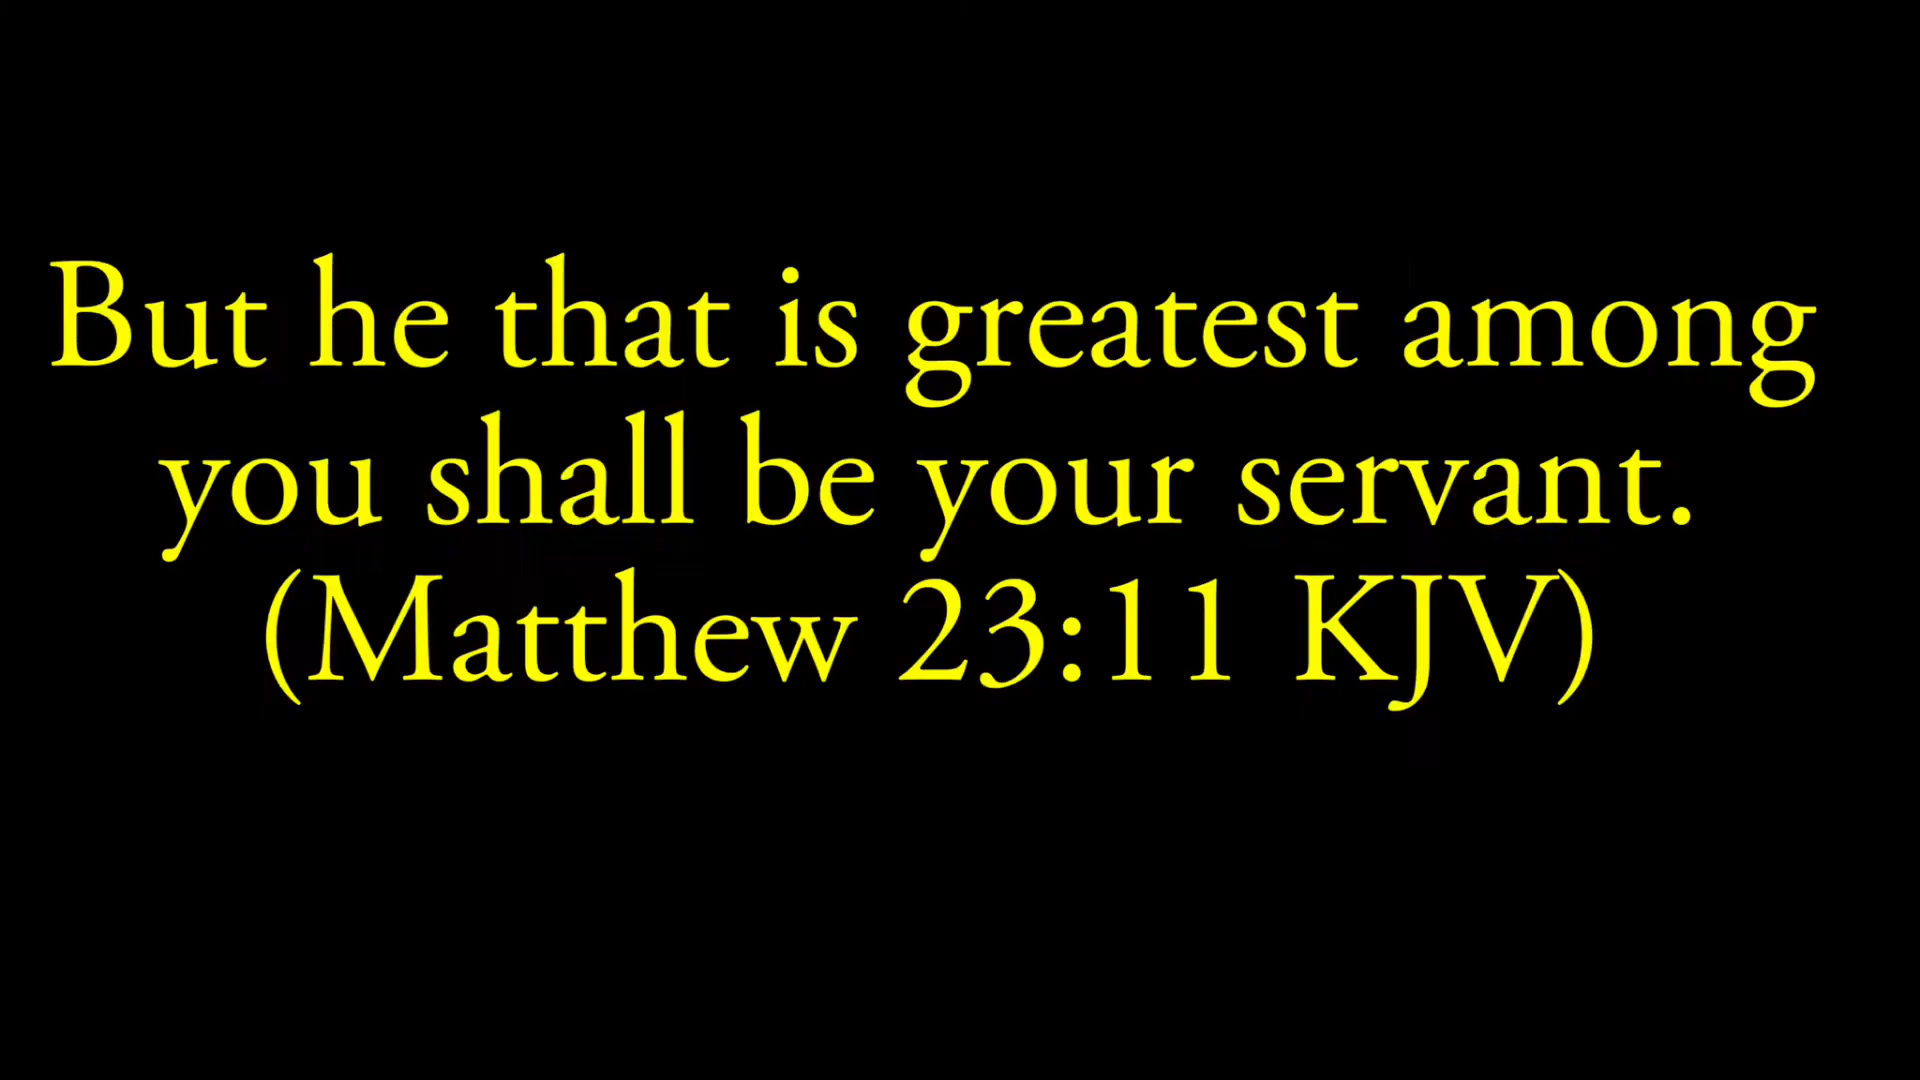 But he that is greatest among
you shall be your servant.
(Matthew 23:11 KJV)